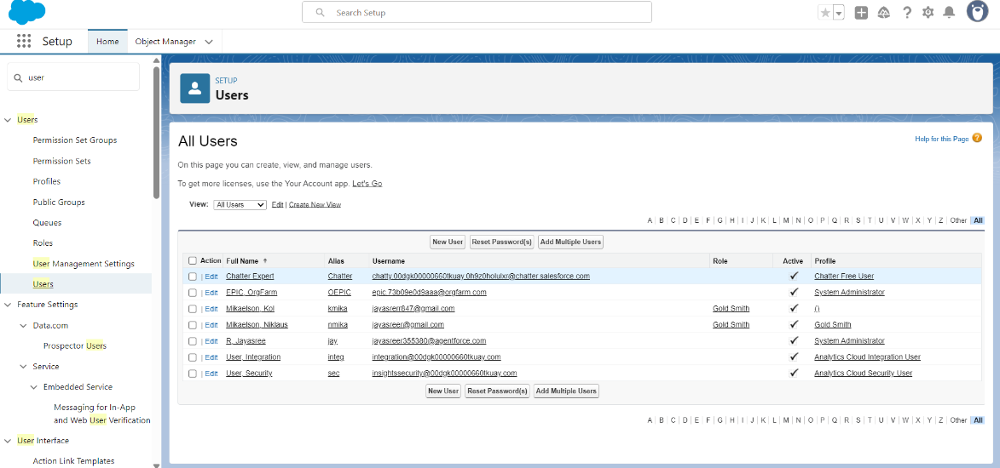 Search Setup
Setup Home Object Manager
user
Users
Permission Set Groups
Permission Sets
Profiles
Public Groups
Queues
Roles
User Management Settings
Users
Feature Settings
Data.com
Prospector Users
Service
Embedded Service
Messaging for In-App
and Web User Verification
User Interface
Action Link Templates
SETUP
Users
All Users
Help for this Page ?
On this page you can create, view, and manage users.
To get more licenses, use the Your Account app. Let's Go
View: All Users Edit | Create New View
A | B | C | D | E | F | G | H | I | J | K | L | M | N | O | P | Q | R | S | T | U | V | W | X | Y | Z | Other | All
New User Reset Password(s) Add Multiple Users
Action Full Name Alias Username Role Active Profile
| Edit Chatter Expert Chatter chatty.00dgk00000660tkuay.0h9z0holulxr@chatter.salesforce.com Chatter Free User
| Edit EPIC, OrgFarm OEPIC epic.73b09e0d9aaa@orgfarm.com System Administrator
| Edit Mikaelson, Kol kmika jayasrerr847@gmail.com Gold Smith ()
| Edit Mikaelson, Niklaus nmika jayasreer@gmail.com Gold Smith Gold Smith
| Edit R, Jayasree jay jayasreer355380@agentforce.com System Administrator
| Edit User, Integration integ integration@00dgk00000660tkuay.com Analytics Cloud Integration User
| Edit User, Security sec insightssecurity@00dgk00000660tkuay.com Analytics Cloud Security User
New User Reset Password(s) Add Multiple Users
A | B | C | D | E | F | G | H | I | J | K | L | M | N | O | P | Q | R | S | T | U | V | W | X | Y | Z | Other | All